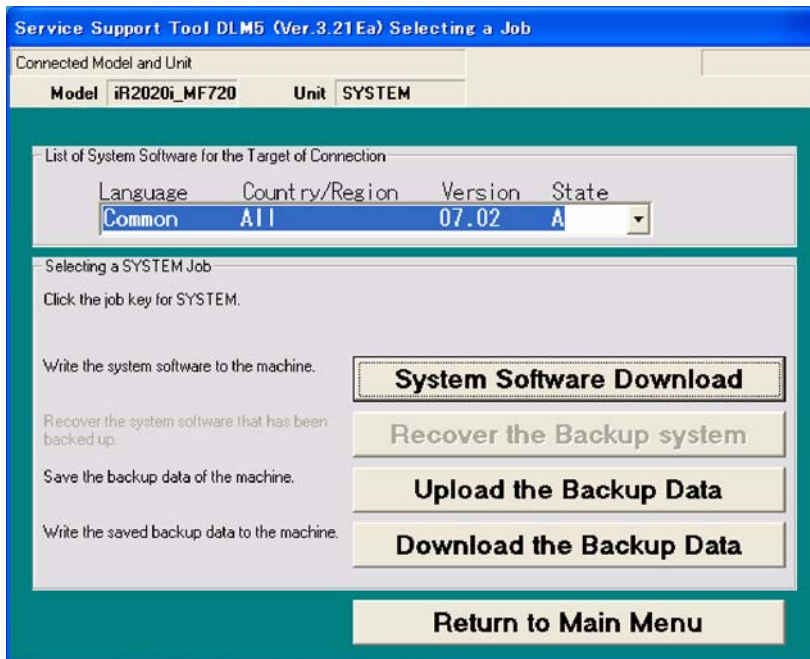 Service Support Tool DLM5 (Ver.3.21Ea) Selecting a Job
Connected Model and Unit
Model iR2020i_MF720 Unit SYSTEM
List of System Software for the Target of Connection
Language Country/Region Version State
Common All 07.02 A
Selecting a SYSTEM Job
Click the job key for SYSTEM.
Write the system software to the machine.
System Software Download
Recover the system software that has been
backed up.
Recover the Backup system
Save the backup data of the machine.
Upload the Backup Data
Write the saved backup data to the machine.
Download the Backup Data
Return to Main Menu